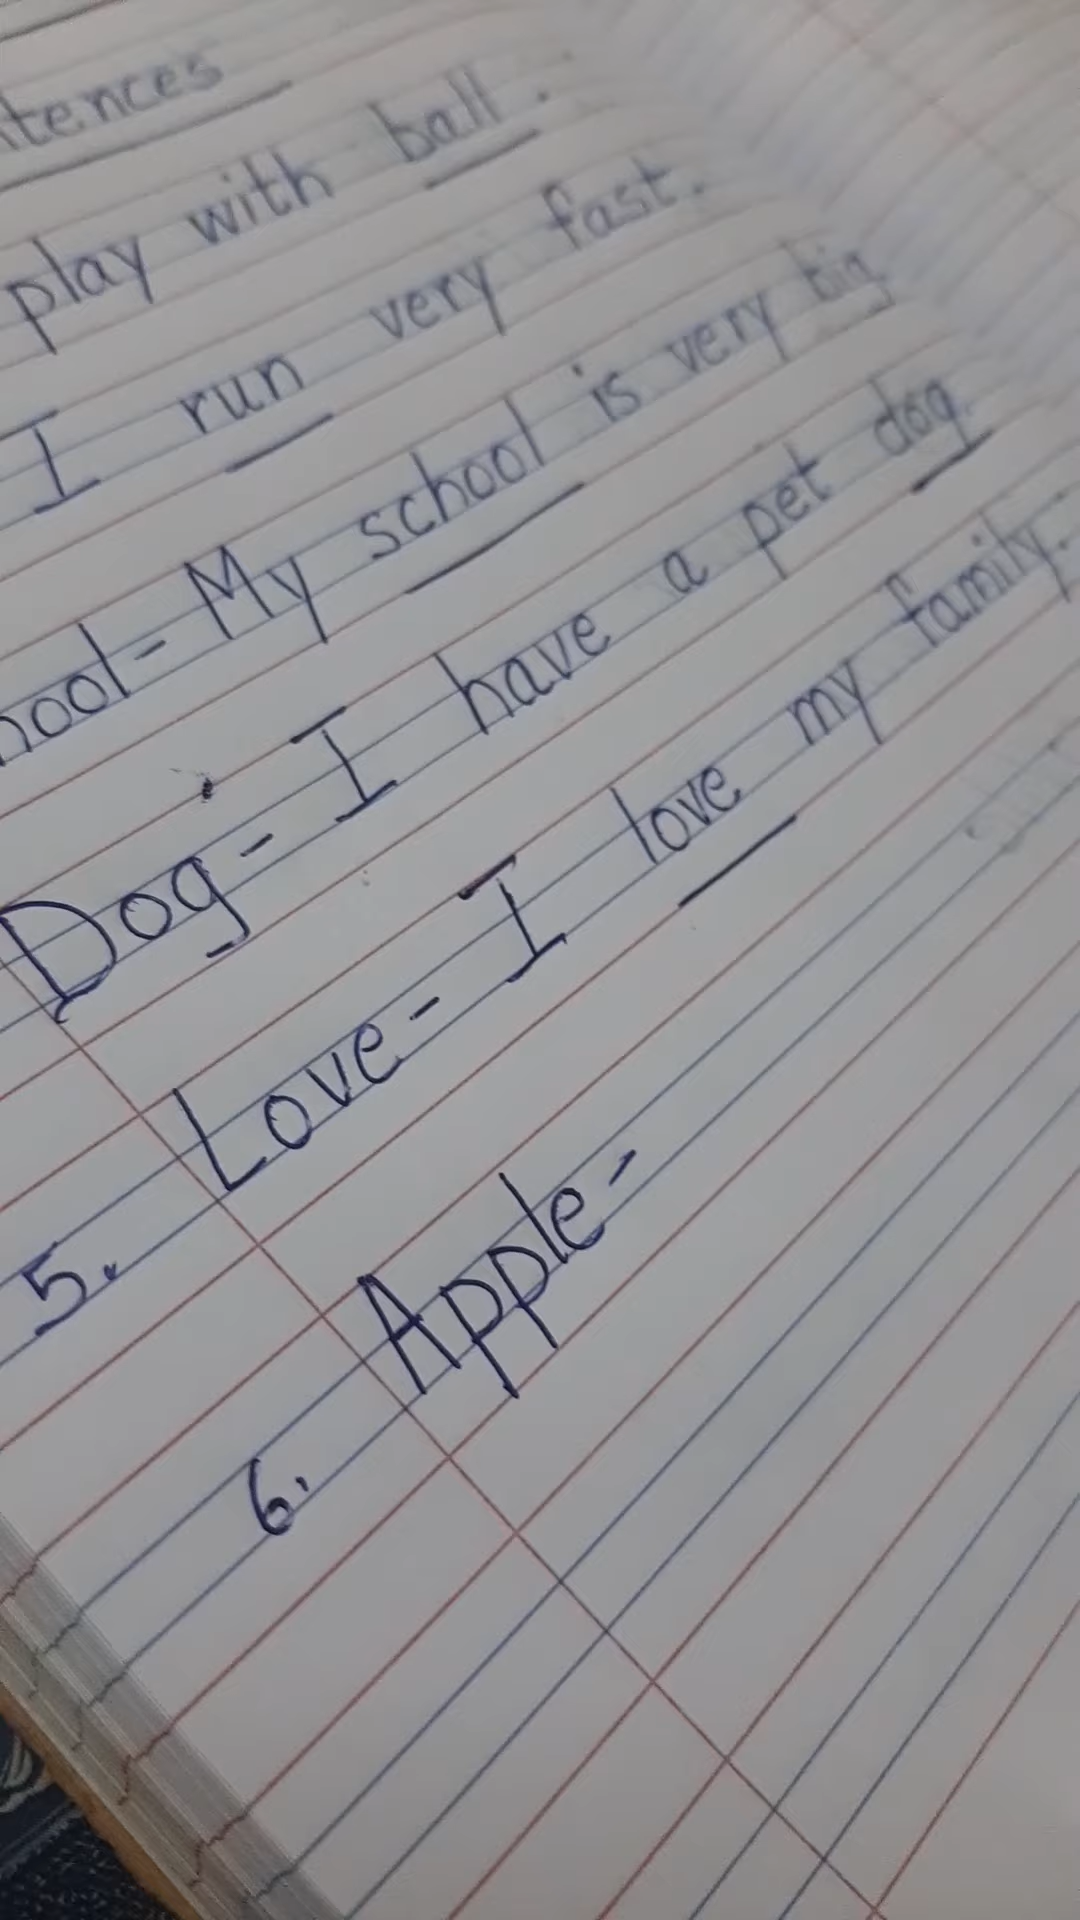 tences
play with ball.
I run very fast.
hool- My school is very big
Dog- I have a pet dog.
5. Love- I love my family.
6. Apple-